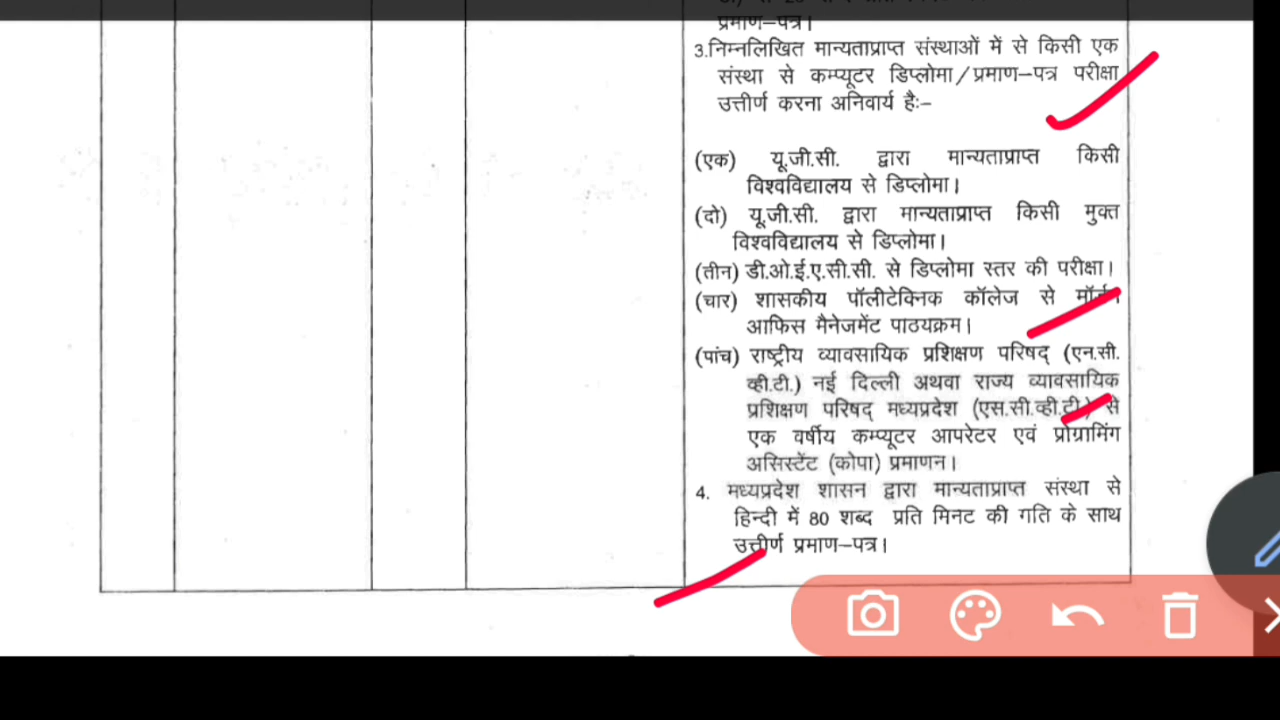 प्रमाण–पत्र।
3.निम्नलिखित मान्यताप्राप्त संस्थाओं में से किसी एक
संस्था से कम्प्यूटर डिप्लोमा/प्रमाण–पत्र परीक्षा
उत्तीर्ण करना अनिवार्य हैः–
(एक) यू.जी.सी. द्वारा मान्यताप्राप्त किसी
विश्वविद्यालय से डिप्लोमा।
(दो) यू.जी.सी. द्वारा मान्यताप्राप्त किसी मुक्त
विश्वविद्यालय से डिप्लोमा।
(तीन) डी.ओ.ई.ए.सी.सी. से डिप्लोमा स्तर की परीक्षा।
(चार) शासकीय पॉलीटेक्निक कॉलेज से मॉर्डन
आफिस मैनेजमेंट पाठयक्रम।
(पांच) राष्ट्रीय व्यावसायिक प्रशिक्षण परिषद् (एन.सी.
व्ही.टी.) नई दिल्ली अथवा राज्य व्यावसायिक
प्रशिक्षण परिषद् मध्यप्रदेश (एस.सी.व्ही.टी.) से
एक वर्षीय कम्प्यूटर आपरेटर एवं प्रोग्रामिंग
असिस्टेंट (कोपा) प्रमाणन।
4. मध्यप्रदेश शासन द्वारा मान्यताप्राप्त संस्था से
हिन्दी में 80 शब्द प्रति मिनट की गति के साथ
उत्तीर्ण प्रमाण–पत्र।